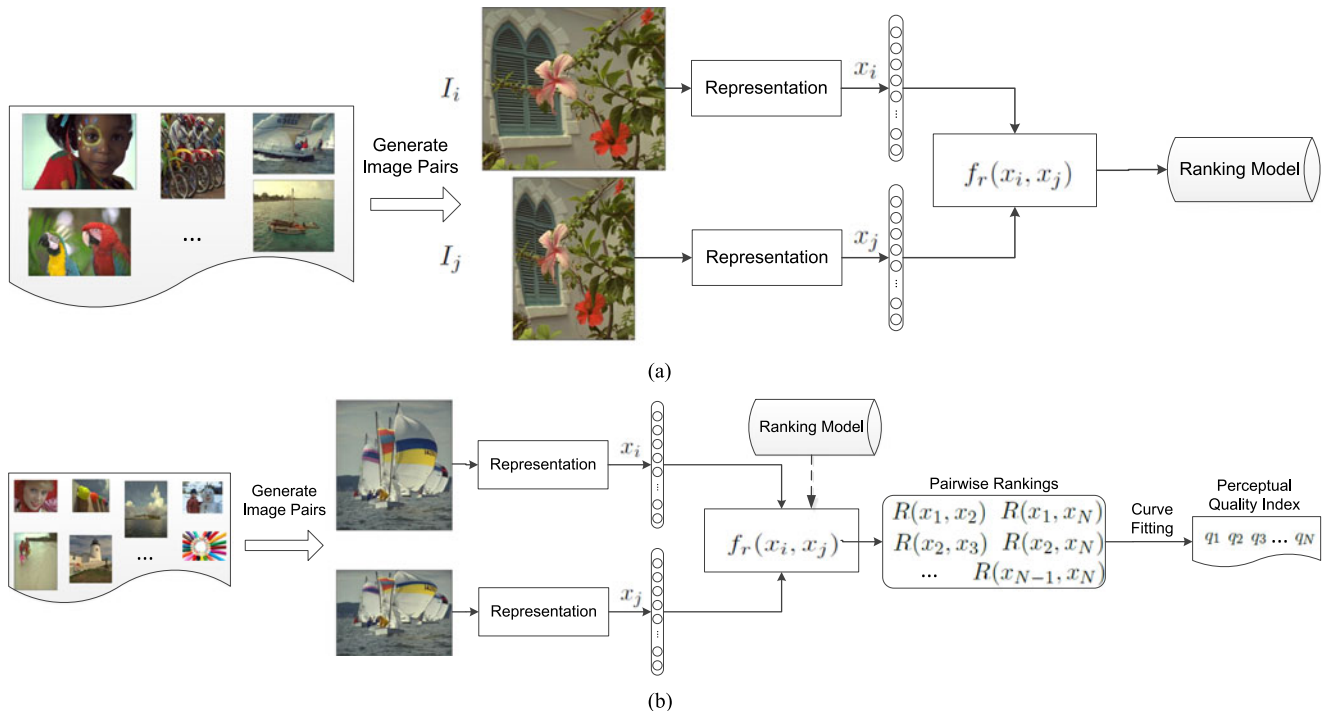 Generate
Image Pairs
I_i
Representation
x_i
...
f_r(x_i, x_j)
Ranking Model
...
I_j
Representation
x_j
...
(a)
Generate
Image Pairs
...
Representation
x_i
...
Ranking Model
f_r(x_i, x_j)
Representation
x_j
...
Pairwise Rankings
R(x_1, x_2) R(x_1, x_N)
R(x_2, x_3) R(x_2, x_N)
... R(x_{N-1}, x_N)
Curve
Fitting
Perceptual
Quality Index
q_1 q_2 q_3 ... q_N
(b)